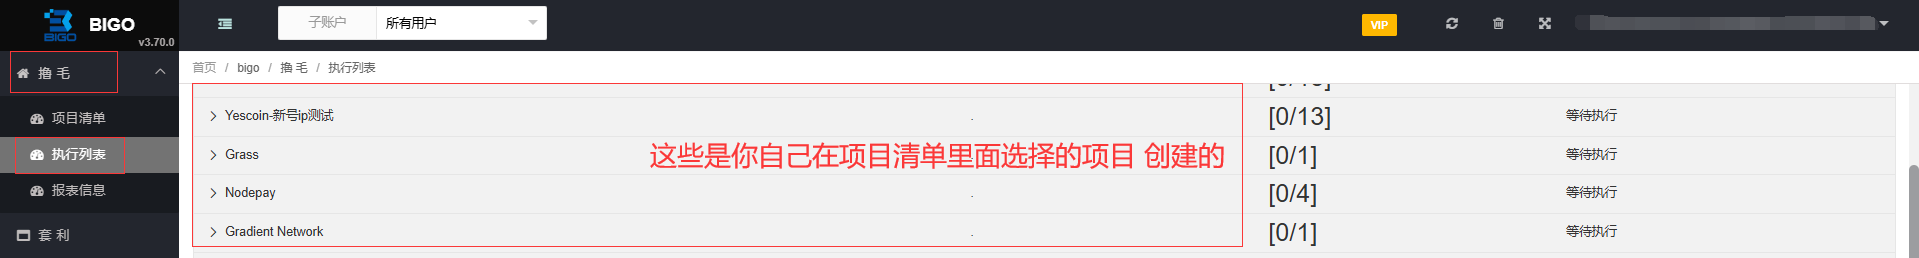 BIGO
BIGO
v3.70.0
子账户
所有用户
VIP
撸 毛
首页 / bigo / 撸 毛 / 执行列表
项目清单
执行列表
报表信息
套 利
Yescoin-新号ip测试 . [0/13] 等待执行
Grass [0/1] 等待执行
这些是你自己在项目清单里面选择的项目 创建的
Nodepay . [0/4] 等待执行
Gradient Network . [0/1] 等待执行